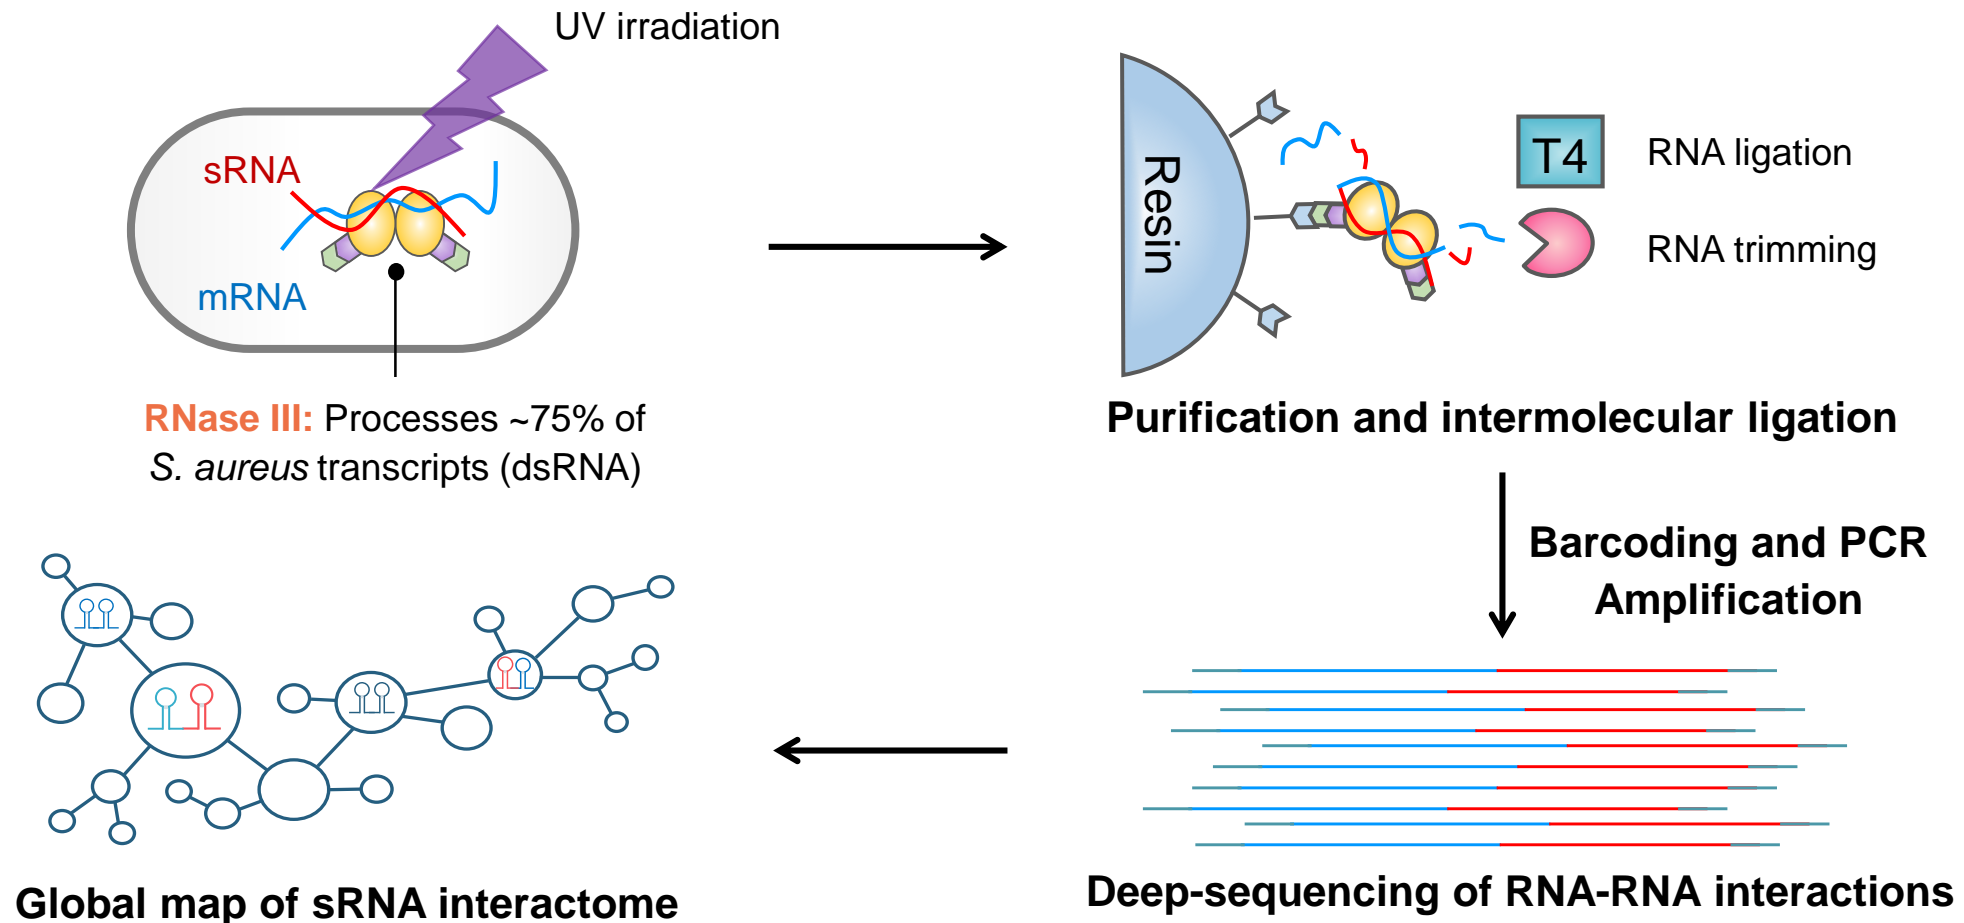 UV irradiation
sRNA
mRNA
RNase III: Processes ~75% of
S. aureus transcripts (dsRNA)
Resin
T4
RNA ligation
RNA trimming
Purification and intermolecular ligation
Barcoding and PCR
Amplification
Deep-sequencing of RNA-RNA interactions
Global map of sRNA interactome